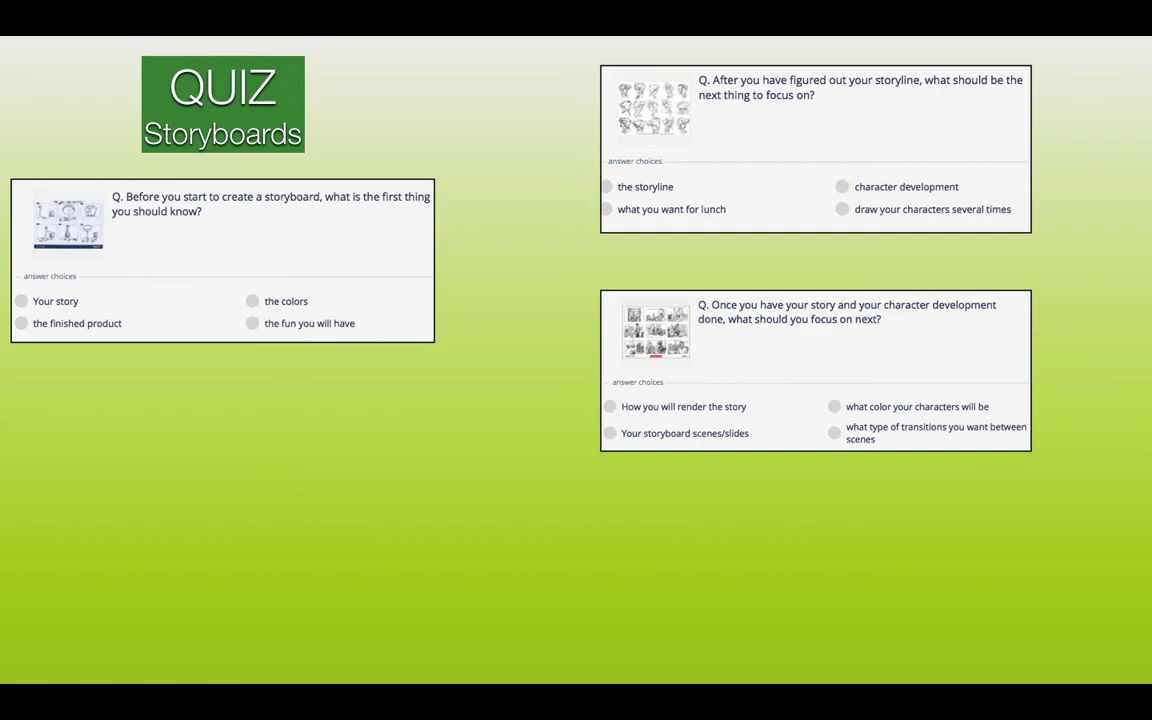 QUIZ
Storyboards
Q. Before you start to create a storyboard, what is the first thing
you should know?
answer choices
Your story
the colors
the finished product
the fun you will have
Q. After you have figured out your storyline, what should be the
next thing to focus on?
answer choices
the storyline
character development
what you want for lunch
draw your characters several times
Q. Once you have your story and your character development
done, what should you focus on next?
answer choices
How you will render the story
what color your characters will be
Your storyboard scenes/slides
what type of transitions you want between
scenes